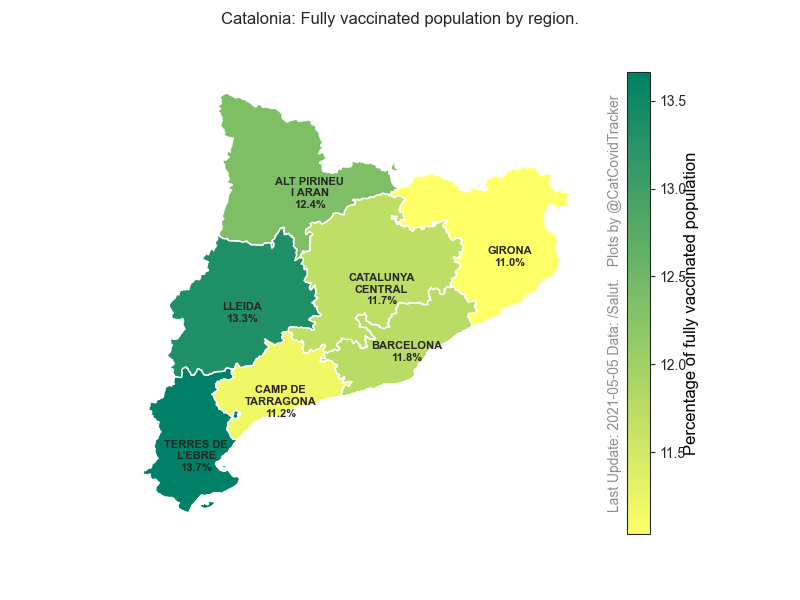 Catalonia: Fully vaccinated population by region.
ALT PIRINEU
I ARAN
12.4%
GIRONA
11.0%
CATALUNYA
CENTRAL
11.7%
LLEIDA
13.3%
BARCELONA
11.8%
CAMP DE
TARRAGONA
11.2%
TERRES DE
L'EBRE
13.7%
Last Update: 2021-05-05 Data: /Salut. Plots by @CatCovidTracker
13.5
13.0
12.5
12.0
11.5
Percentage of fully vaccinated population